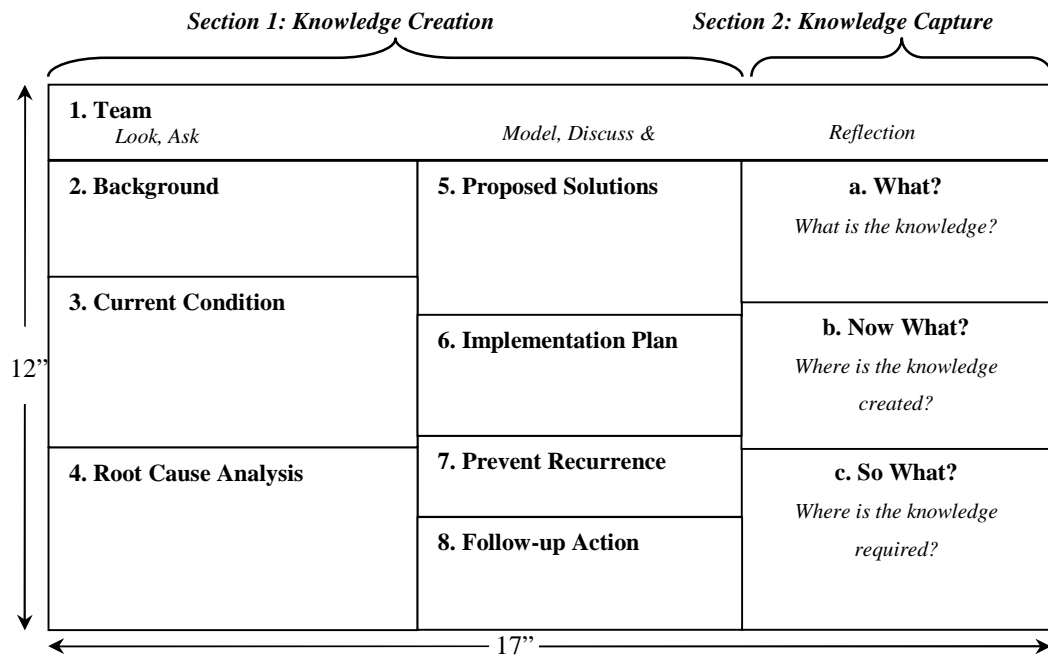 Section 1: Knowledge Creation
Section 2: Knowledge Capture
1. Team
Look, Ask
Model, Discuss &
Reflection
2. Background
3. Current Condition
4. Root Cause Analysis
5. Proposed Solutions
6. Implementation Plan
7. Prevent Recurrence
8. Follow-up Action
a. What?
What is the knowledge?
b. Now What?
Where is the knowledge
created?
c. So What?
Where is the knowledge
required?
12”
17”